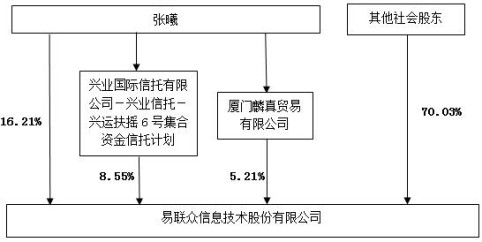 张曦
其他社会股东
兴业国际信托有限
公司－兴业信托－
兴运扶摇 6 号集合
资金信托计划
厦门麟真贸易
有限公司
16.21%
70.03%
8.55%
5.21%
易联众信息技术股份有限公司